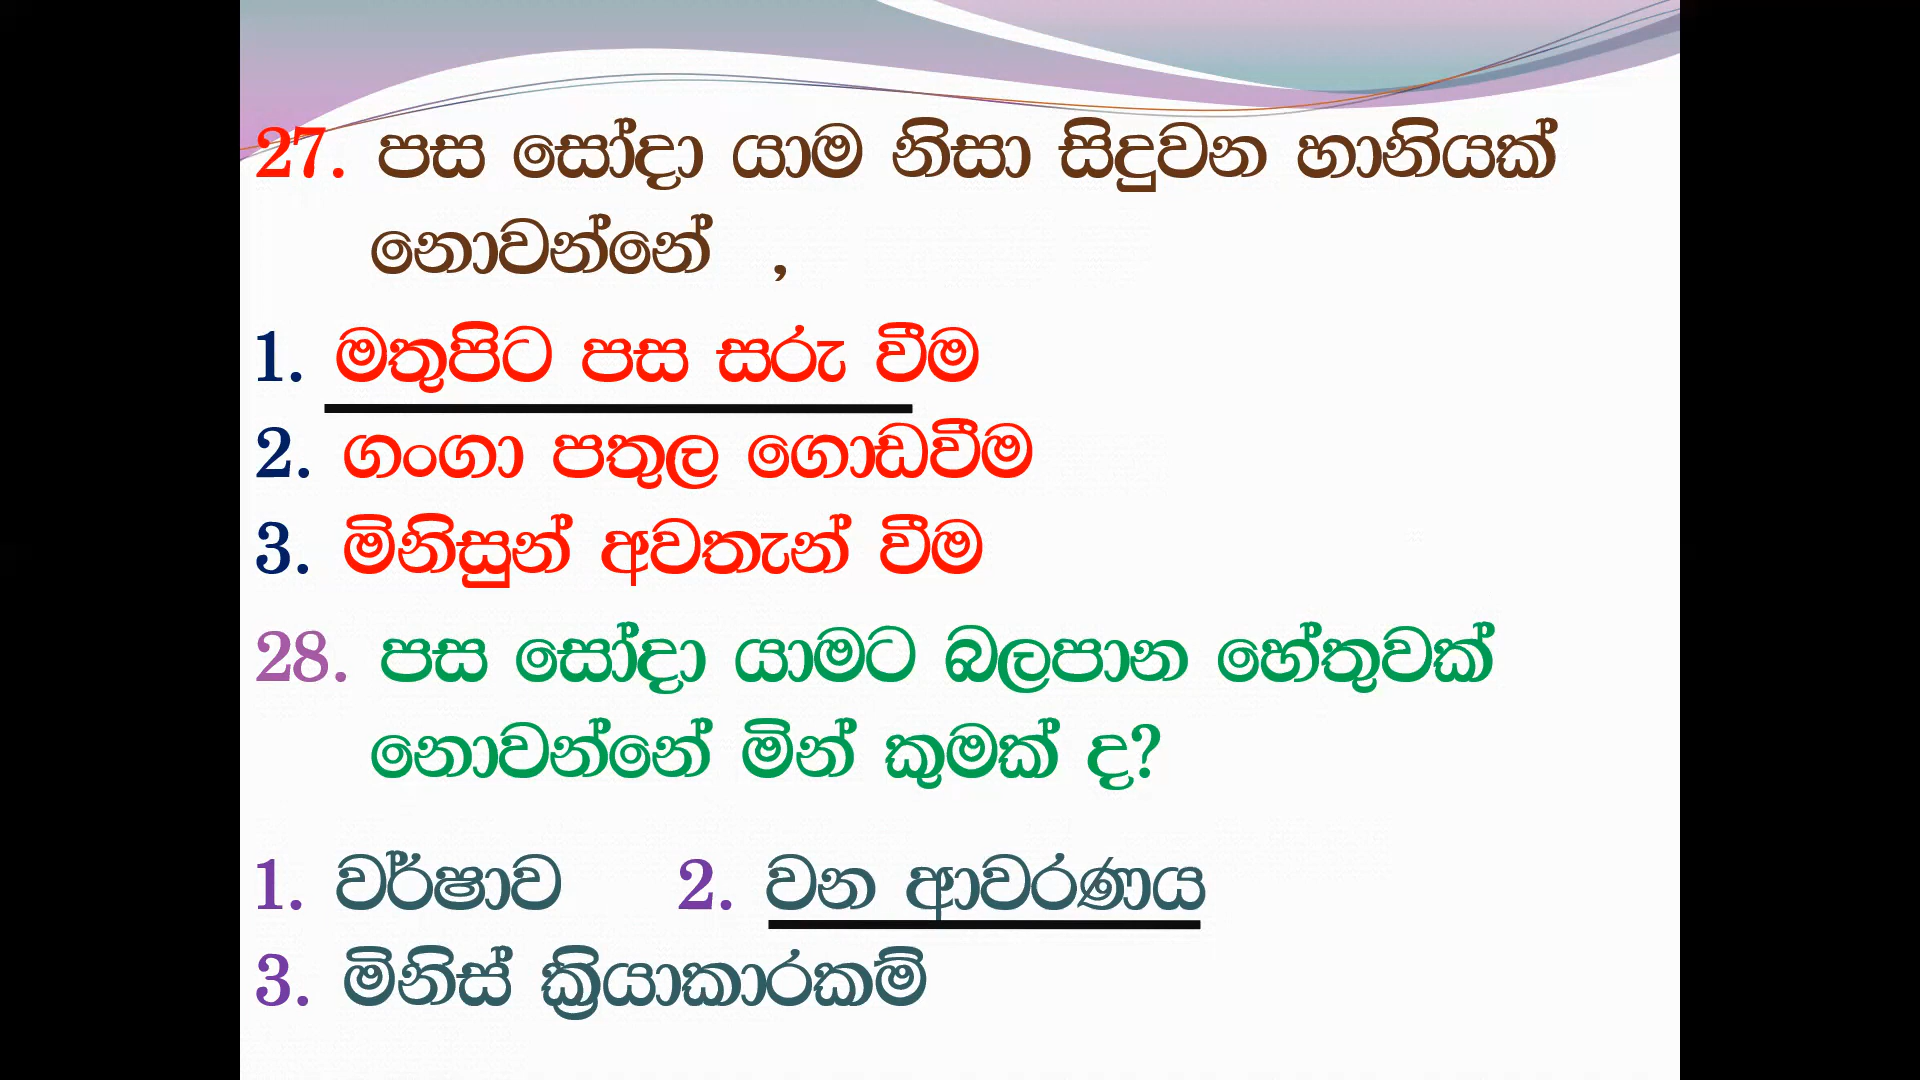 27. පස සෝදා යාම නිසා සිදුවන හානියක්
නොවන්නේ ,
1. මතුපිට පස සරු වීම
2. ගංගා පතුල ගොඩවීම
3. මිනිසුන් අවතැන් වීම
28. පස සෝදා යාමට බලපාන හේතුවක්
නොවන්නේ මින් කුමක් ද?
1. වර්ෂාව 2. වන ආවරණය
3. මිනිස් ක්‍රියාකාරකම්